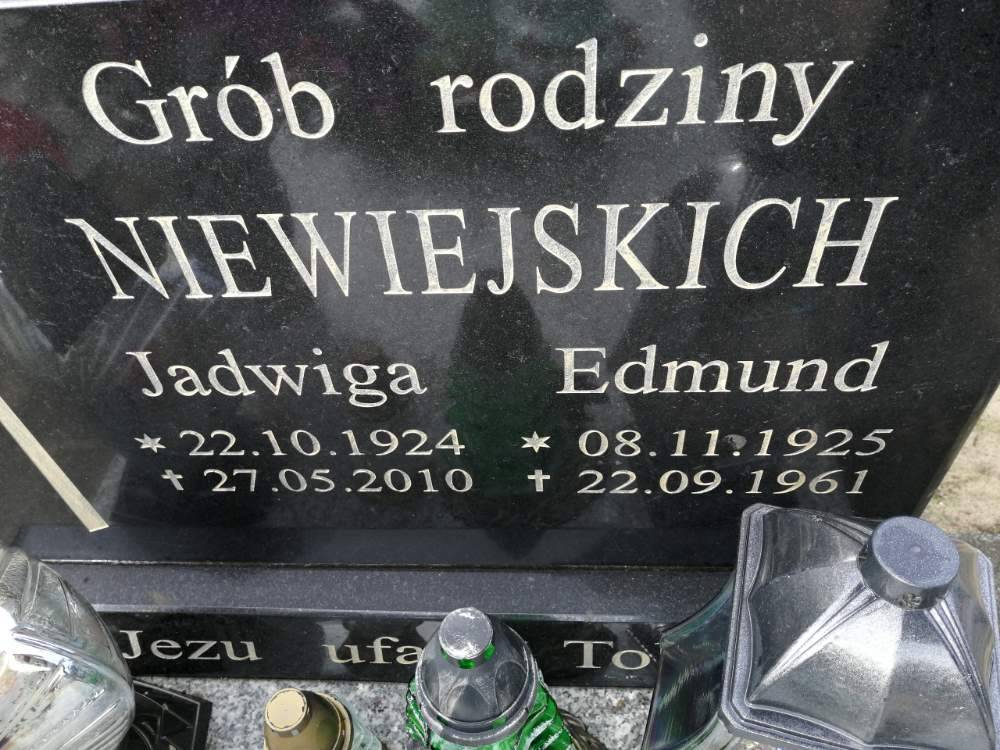 Grób rodziny
NIEWIEJSKICH
Jadwiga Edmund
* 22.10.1924 * 08.11.1925
✝ 27.05.2010 ✝ 22.09.1961
Jezu